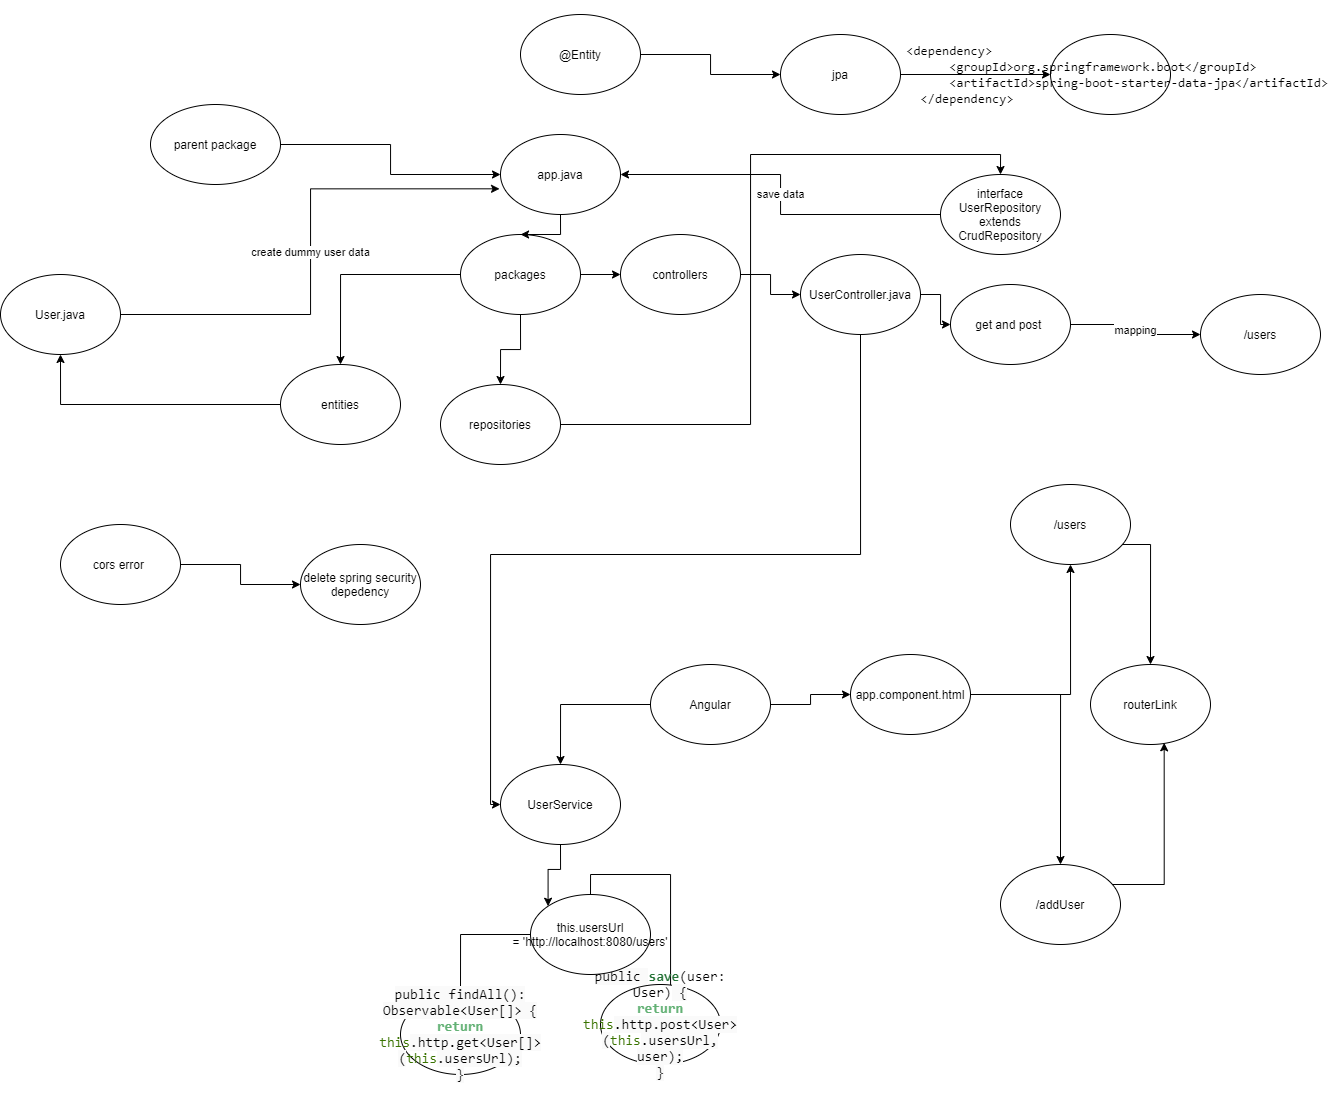 @Entity
jpa
<dependency>
<groupId>org.springframework.boot</groupId>
<artifactId>spring-boot-starter-data-jpa</artifactId>
</dependency>
parent package
app.java
save data
interface
UserRepository
extends
CrudRepository
create dummy user data
packages
controllers
UserController.java
User.java
get and post
mapping
/users
entities
repositories
/users
cors error
delete spring security
depedency
Angular
app.component.html
routerLink
UserService
/addUser
this.usersUrl
= 'http://localhost:8080/users'
public findAll():
Observable<User[]> {
return
this.http.get<User[]>
(this.usersUrl);
}
public save(user:
User) {
return
this.http.post<User>
(this.usersUrl,
user);
}